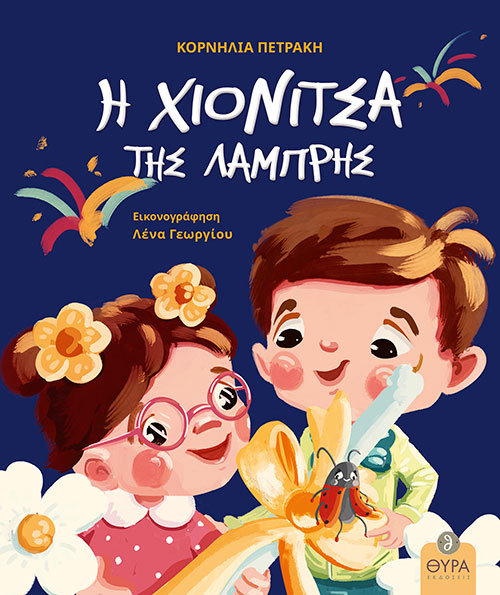 ΚΟΡΝΗΛΙΑ ΠΕΤΡΑΚΗ
Η ΧΙΟΝΙΤΣΑ
ΤΗΣ ΛΑΜΠΡΗΣ
Εικονογράφηση
Λένα Γεωργίου
ΘΥΡΑ
ΕΚΔΟΣΕΙΣ